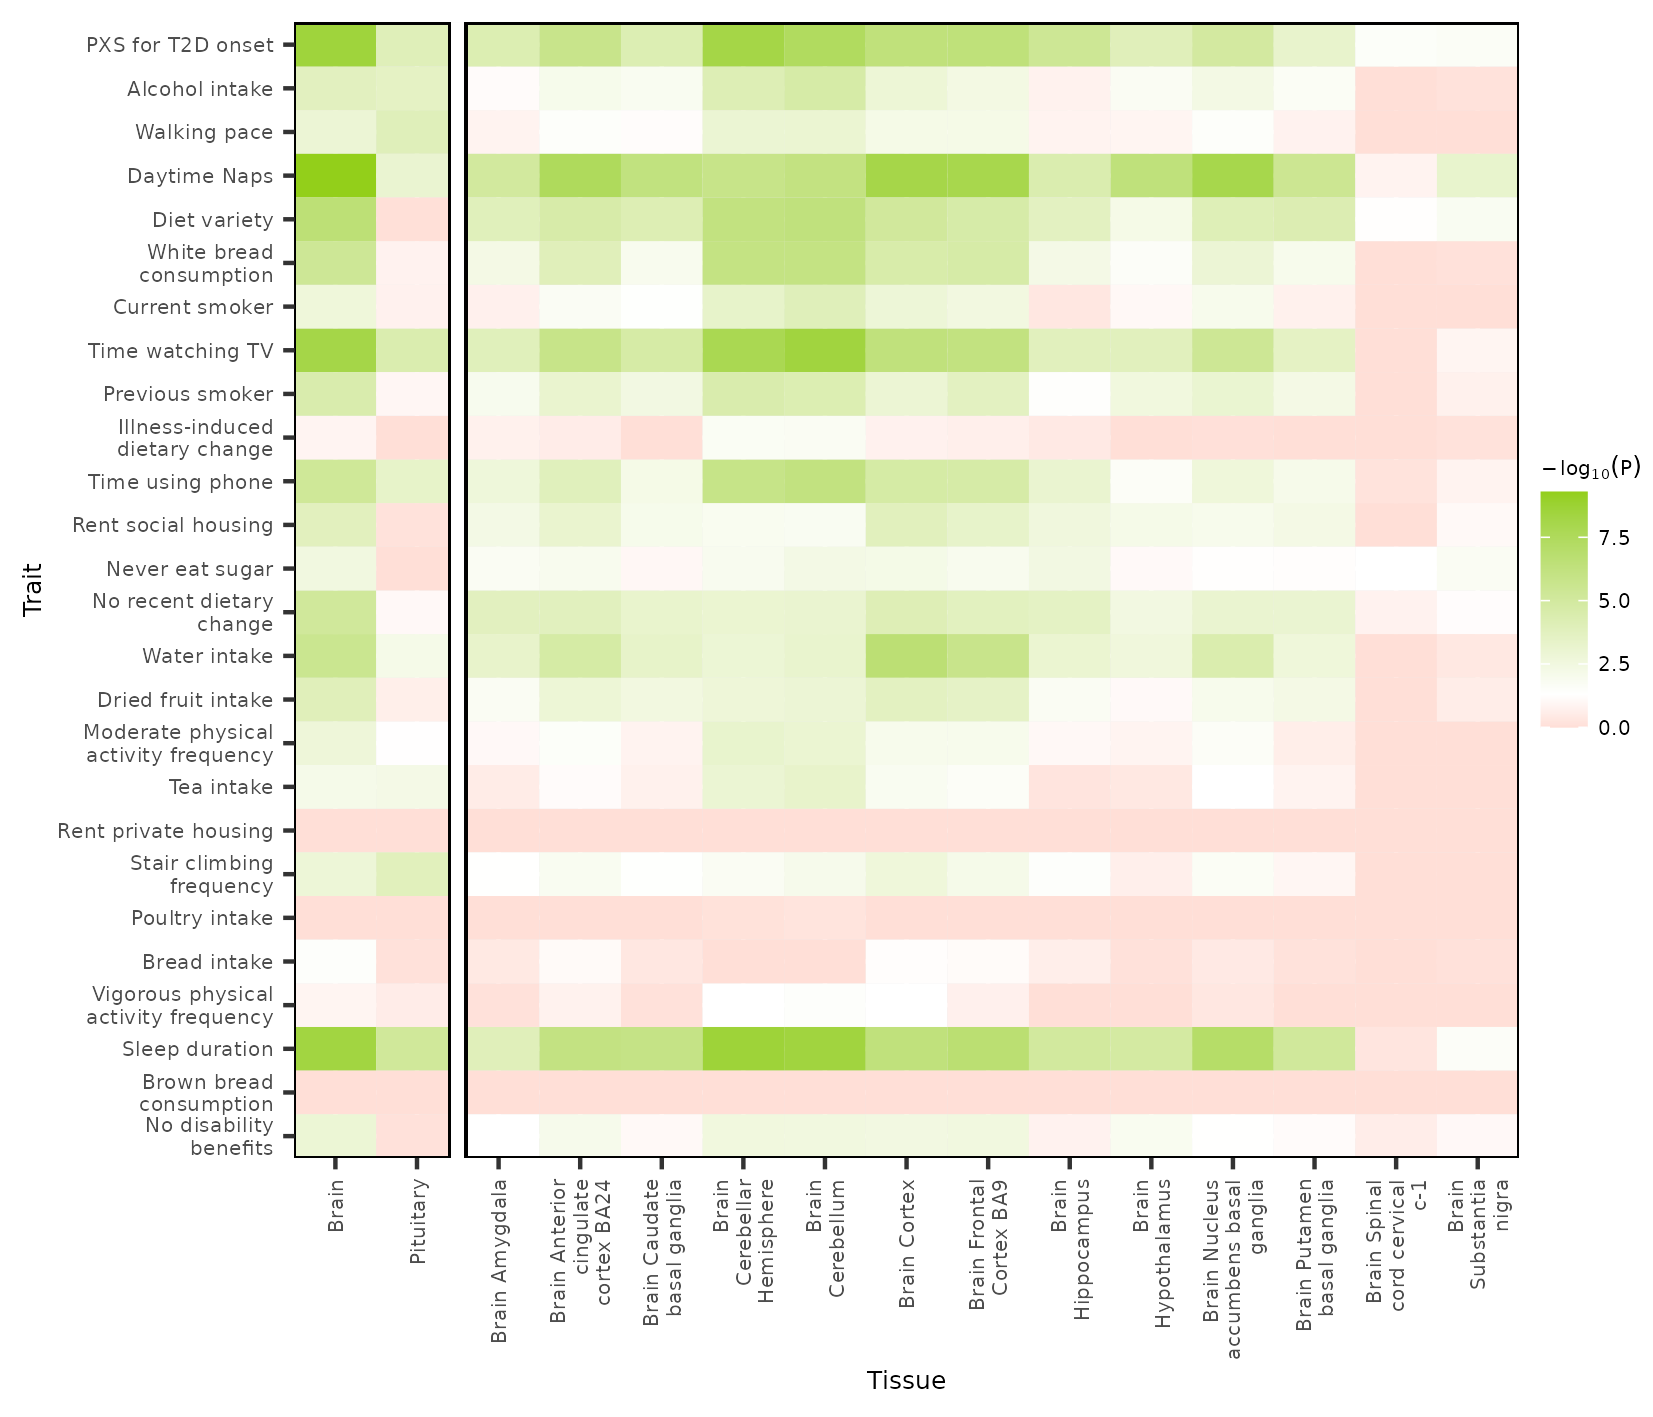 PXS for T2D onset
Alcohol intake
Walking pace
Daytime Naps
Diet variety
White bread
consumption
Current smoker
Time watching TV
Previous smoker
Illness-induced
dietary change
Time using phone
Rent social housing
Never eat sugar
No recent dietary
change
Water intake
Dried fruit intake
Moderate physical
activity frequency
Tea intake
Rent private housing
Stair climbing
frequency
Poultry intake
Bread intake
Vigorous physical
activity frequency
Sleep duration
Brown bread
consumption
No disability
benefits
Trait
Brain
Pituitary
Brain Amygdala
Brain Anterior
cingulate
cortex BA24
Brain Caudate
basal ganglia
Brain
Cerebellar
Hemisphere
Brain
Cerebellum
Brain Cortex
Brain Frontal
Cortex BA9
Brain
Hippocampus
Brain
Hypothalamus
Brain Nucleus
accumbens basal
ganglia
Brain Putamen
basal ganglia
Brain Spinal
cord cervical
c-1
Brain
Substantia
nigra
Tissue
−log₁₀(P)
7.5
5.0
2.5
0.0